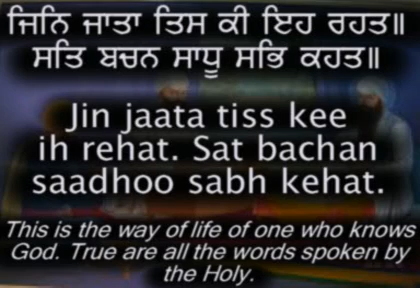 ਜਿਨਿ ਜਾਤਾ ਤਿਸ ਕੀ ਇਹ ਰਹਤ॥
ਸਤਿ ਬਚਨ ਸਾਧੂ ਸਭਿ ਕਹਤ॥
Jin jaata tiss kee
ih rehat. Sat bachan
saadhoo sabh kehat.
This is the way of life of one who knows
God. True are all the words spoken by
the Holy.